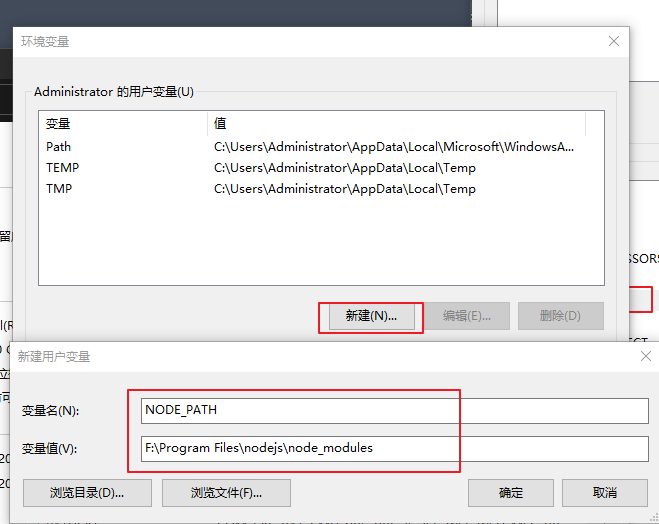 环境变量
Administrator 的用户变量(U)
变量 值
Path C:\Users\Administrator\AppData\Local\Microsoft\WindowsA...
TEMP C:\Users\Administrator\AppData\Local\Temp
TMP C:\Users\Administrator\AppData\Local\Temp
新建(N)... 编辑(E)... 删除(D)
新建用户变量
变量名(N): NODE_PATH
变量值(V): F:\Program Files\nodejs\node_modules
浏览目录(D)... 浏览文件(F)... 确定 取消